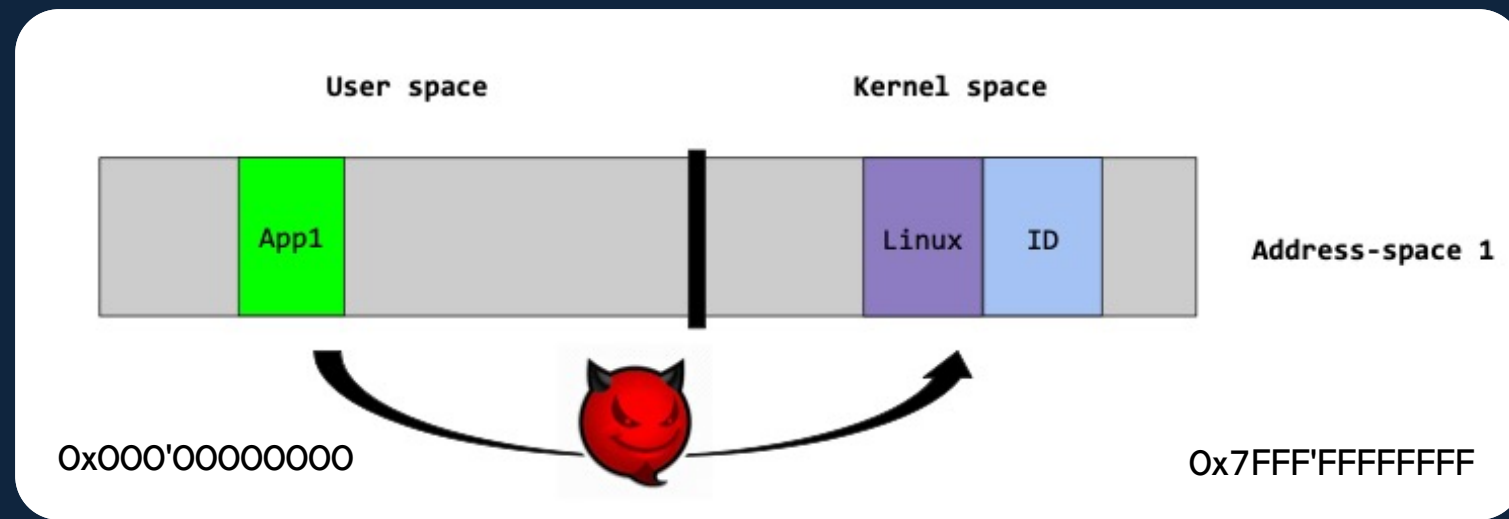 User space
Kernel space
App1
Linux
ID
Address-space 1
0x000'00000000
0x7FFF'FFFFFFFF